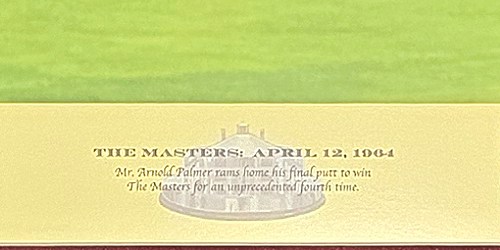 THE MASTERS: APRIL 12, 1964
Mr. Arnold Palmer rams home his final putt to win
The Masters for an unprecedented fourth time.